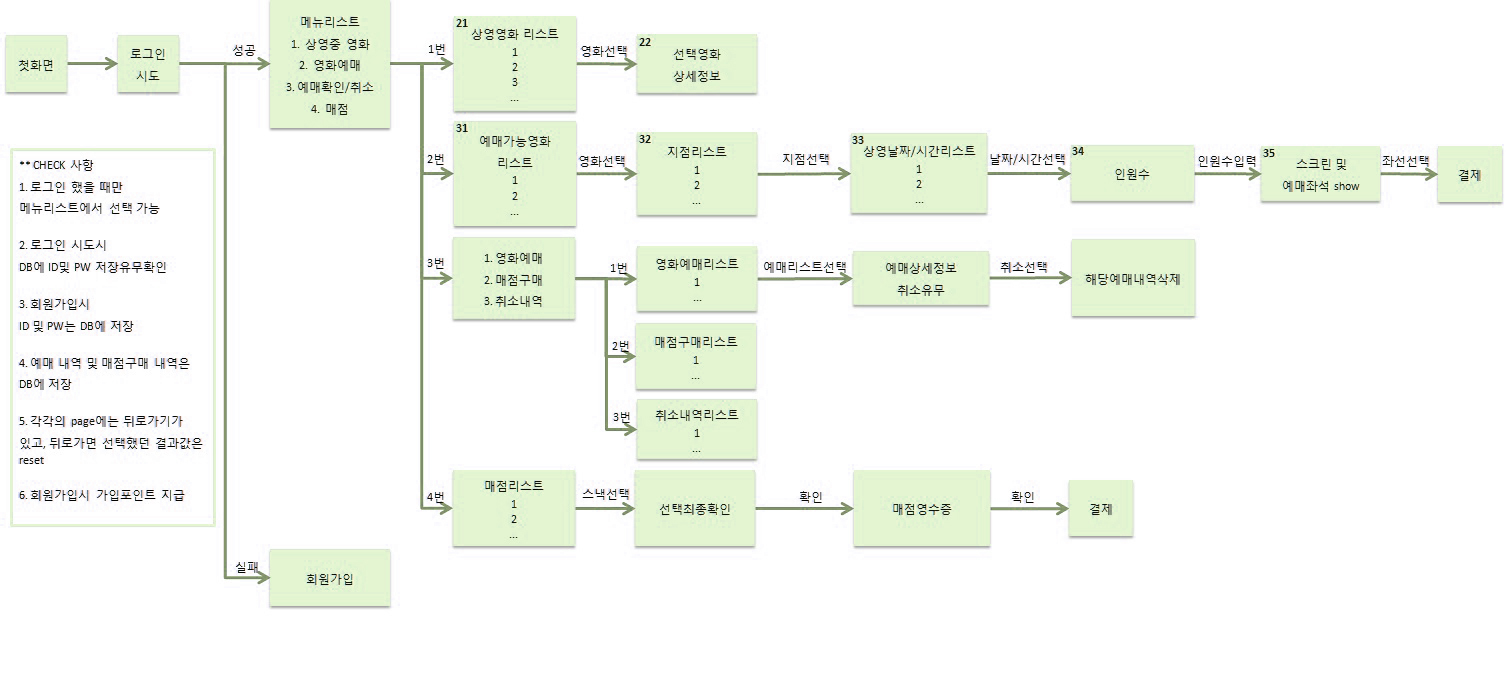 첫화면
로그인
시도
성공
메뉴리스트
1. 상영중 영화
2. 영화예매
3. 예매확인/취소
4. 매점
1번
21
상영영화 리스트
1
2
3
...
영화선택
22
선택영화
상세정보
2번
31
예매가능영화
리스트
1
2
...
영화선택
32
지점리스트
1
2
...
지점선택
33
상영날짜/시간리스트
1
2
...
날짜/시간선택
34
인원수
인원수입력
35
스크린 및
예매좌석 show
좌선선택
결제
3번
1. 영화예매
2. 매점구매
3. 취소내역
1번
영화예매리스트
1
...
예매리스트선택
예매상세정보
취소유무
취소선택
해당예매내역삭제
2번
매점구매리스트
1
...
3번
취소내역리스트
1
...
4번
매점리스트
1
2
...
스낵선택
선택최종확인
확인
매점영수증
확인
결제
실패
회원가입
** CHECK 사항
1. 로그인 했을 때만
메뉴리스트에서 선택 가능
2. 로그인 시도시
DB에 ID및 PW 저장유무확인
3. 회원가입시
ID 및 PW는 DB에 저장
4. 예매 내역 및 매점구매 내역은
DB에 저장
5. 각각의 page에는 뒤로가기가
있고, 뒤로가면 선택했던 결과값은
reset
6. 회원가입시 가입포인트 지급